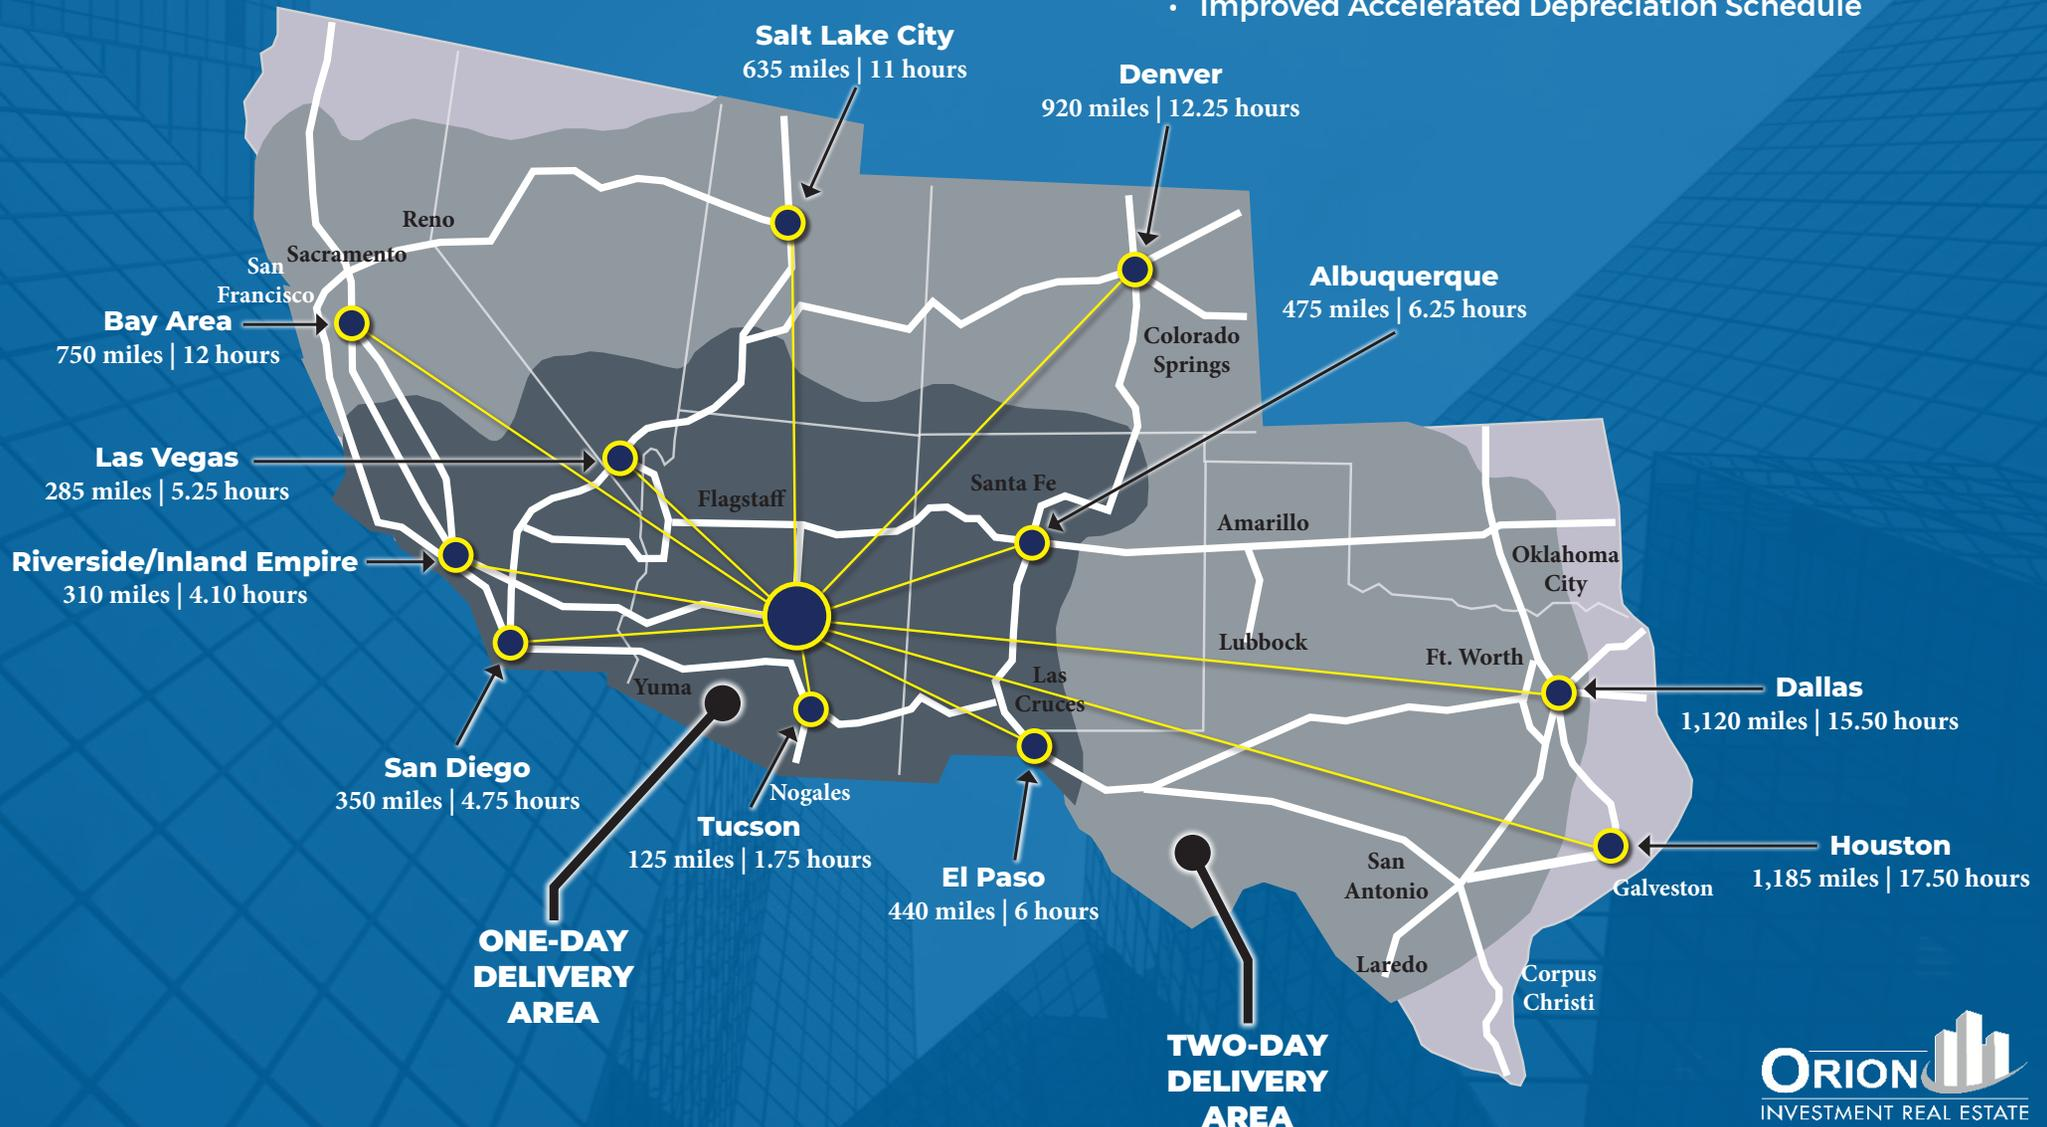 • Improved Accelerated Depreciation Schedule
Salt Lake City
635 miles | 11 hours
Denver
920 miles | 12.25 hours
Reno
Sacramento
San
Francisco
Albuquerque
475 miles | 6.25 hours
Bay Area
750 miles | 12 hours
Colorado
Springs
Las Vegas
285 miles | 5.25 hours
Flagstaff
Santa Fe
Amarillo
Oklahoma
City
Riverside/Inland Empire
310 miles | 4.10 hours
Lubbock
Ft. Worth
Las
Cruces
Yuma
Dallas
1,120 miles | 15.50 hours
San Diego
350 miles | 4.75 hours
Nogales
Tucson
125 miles | 1.75 hours
El Paso
440 miles | 6 hours
San
Antonio
Houston
1,185 miles | 17.50 hours
Galveston
ONE-DAY
DELIVERY
AREA
Laredo
Corpus
Christi
TWO-DAY
DELIVERY
AREA
ORION
INVESTMENT REAL ESTATE